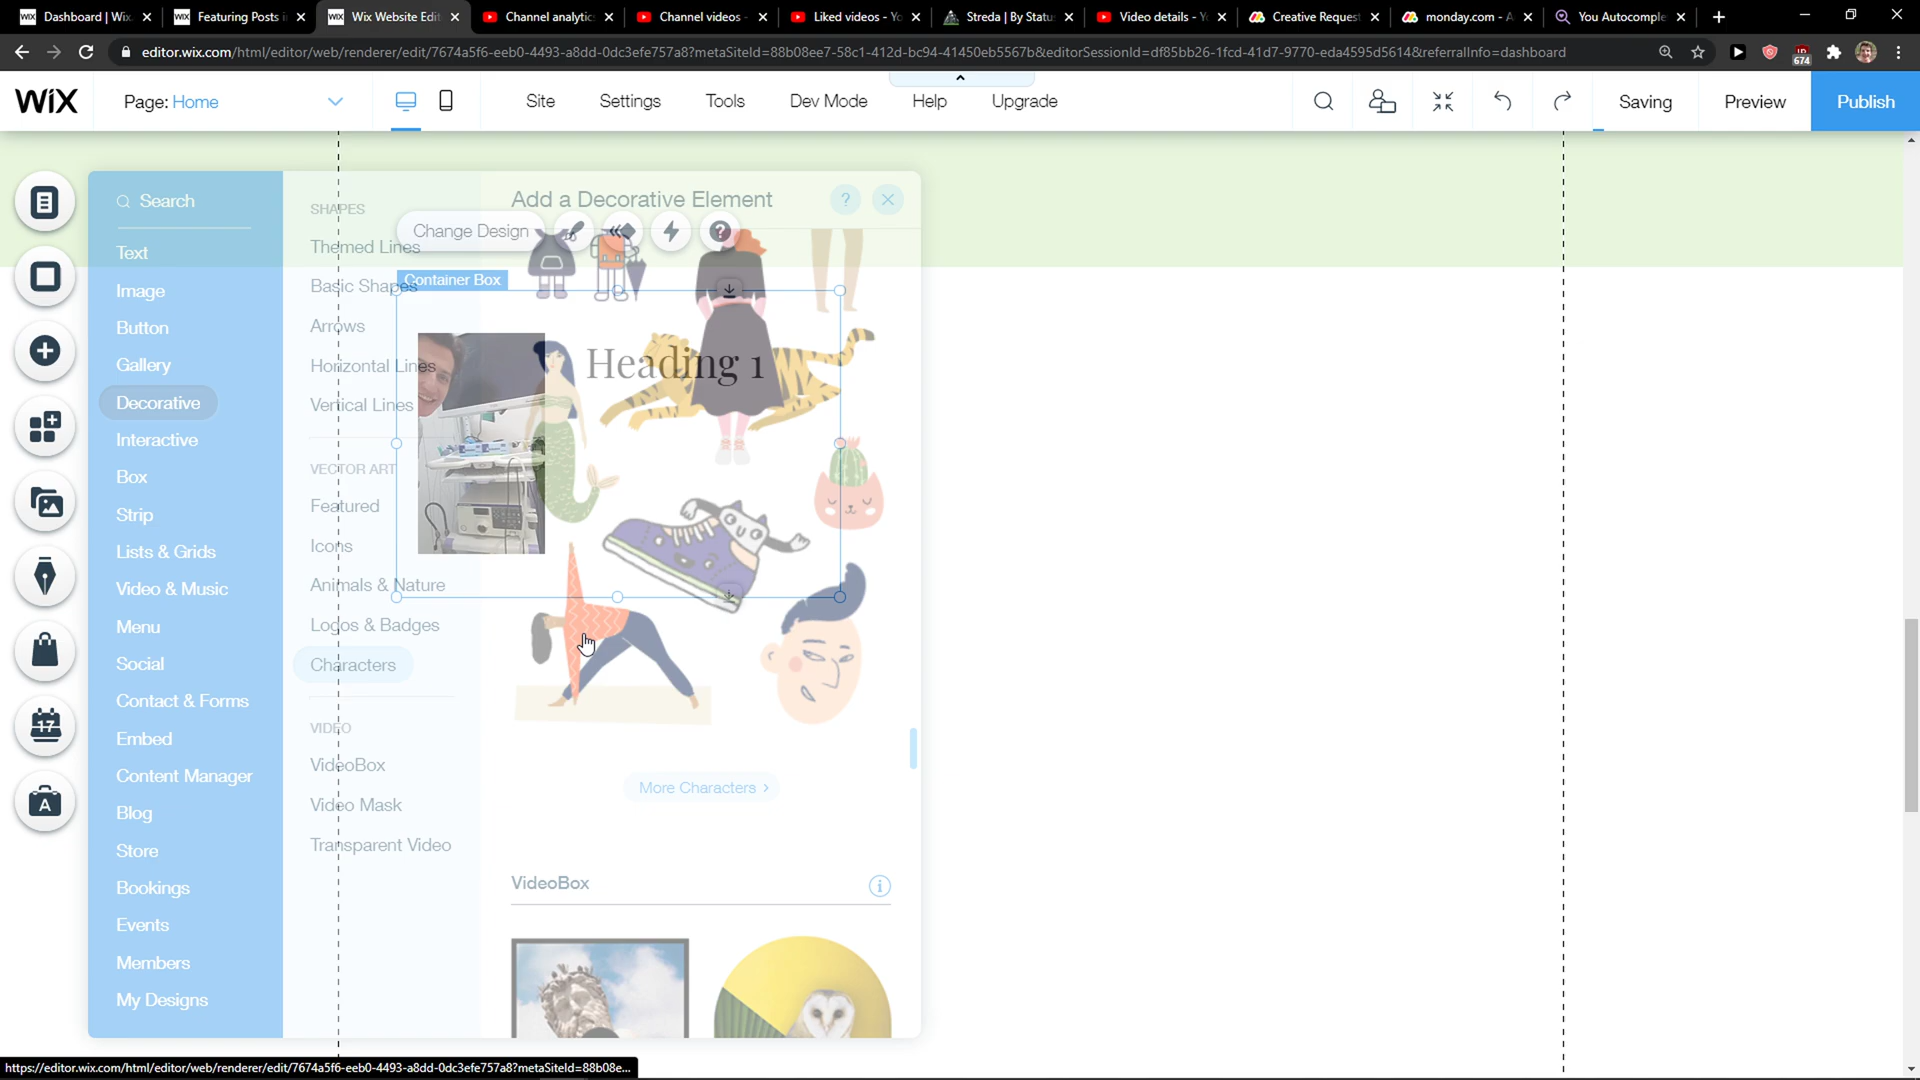 Dashboard | Wix.
Featuring Posts i
Wix Website Edit
Channel analytic
Channel videos -
Liked videos - Yo
Streda | By Statu
Video details - Y
Creative Request
monday.com - A
You Autocomple
editor.wix.com/html/editor/web/renderer/edit/7674a5f6-eeb0-4493-a8dd-0dc3efe757a8?metaSiteId=88b08ee7-58c1-412d-bc94-41450eb5567b&editorSessionId=df85bb26-1fcd-41d7-9770-eda4595d5614&referralInfo=dashboard
674
WiX
Page: Home
Site
Settings
Tools
Dev Mode
Help
Upgrade
Saving
Preview
Publish
Search
Text
Image
Button
Gallery
Decorative
Interactive
Box
Strip
Lists & Grids
Video & Music
Menu
Social
Contact & Forms
Embed
Content Manager
Blog
Store
Bookings
Events
Members
My Designs
17
A
SHAPES
Themed Lines
Basic Shapes
Arrows
Horizontal Lines
Vertical Lines
VECTOR ART
Featured
Icons
Animals & Nature
Logos & Badges
Characters
VIDEO
VideoBox
Video Mask
Transparent Video
Add a Decorative Element
?
Change Design
?
Container Box
Heading 1
More Characters >
VideoBox
https://editor.wix.com/html/editor/web/renderer/edit/7674a5f6-eeb0-4493-a8dd-0dc3efe757a8?metaSiteId=88b08e...